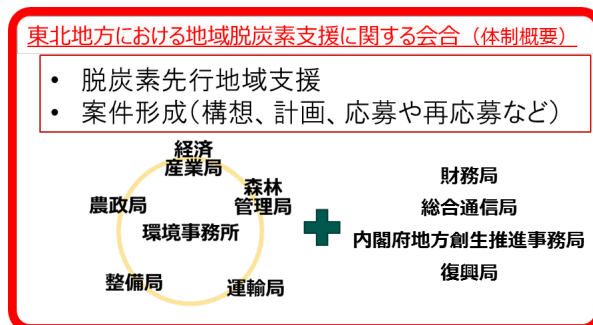 東北地方における地域脱炭素支援に関する会合（体制概要）
• 脱炭素先行地域支援
• 案件形成（構想、計画、応募や再応募など）
経済
産業局
森林
管理局
農政局
環境事務所
整備局
運輸局
財務局
総合通信局
内閣府地方創生推進事務局
復興局